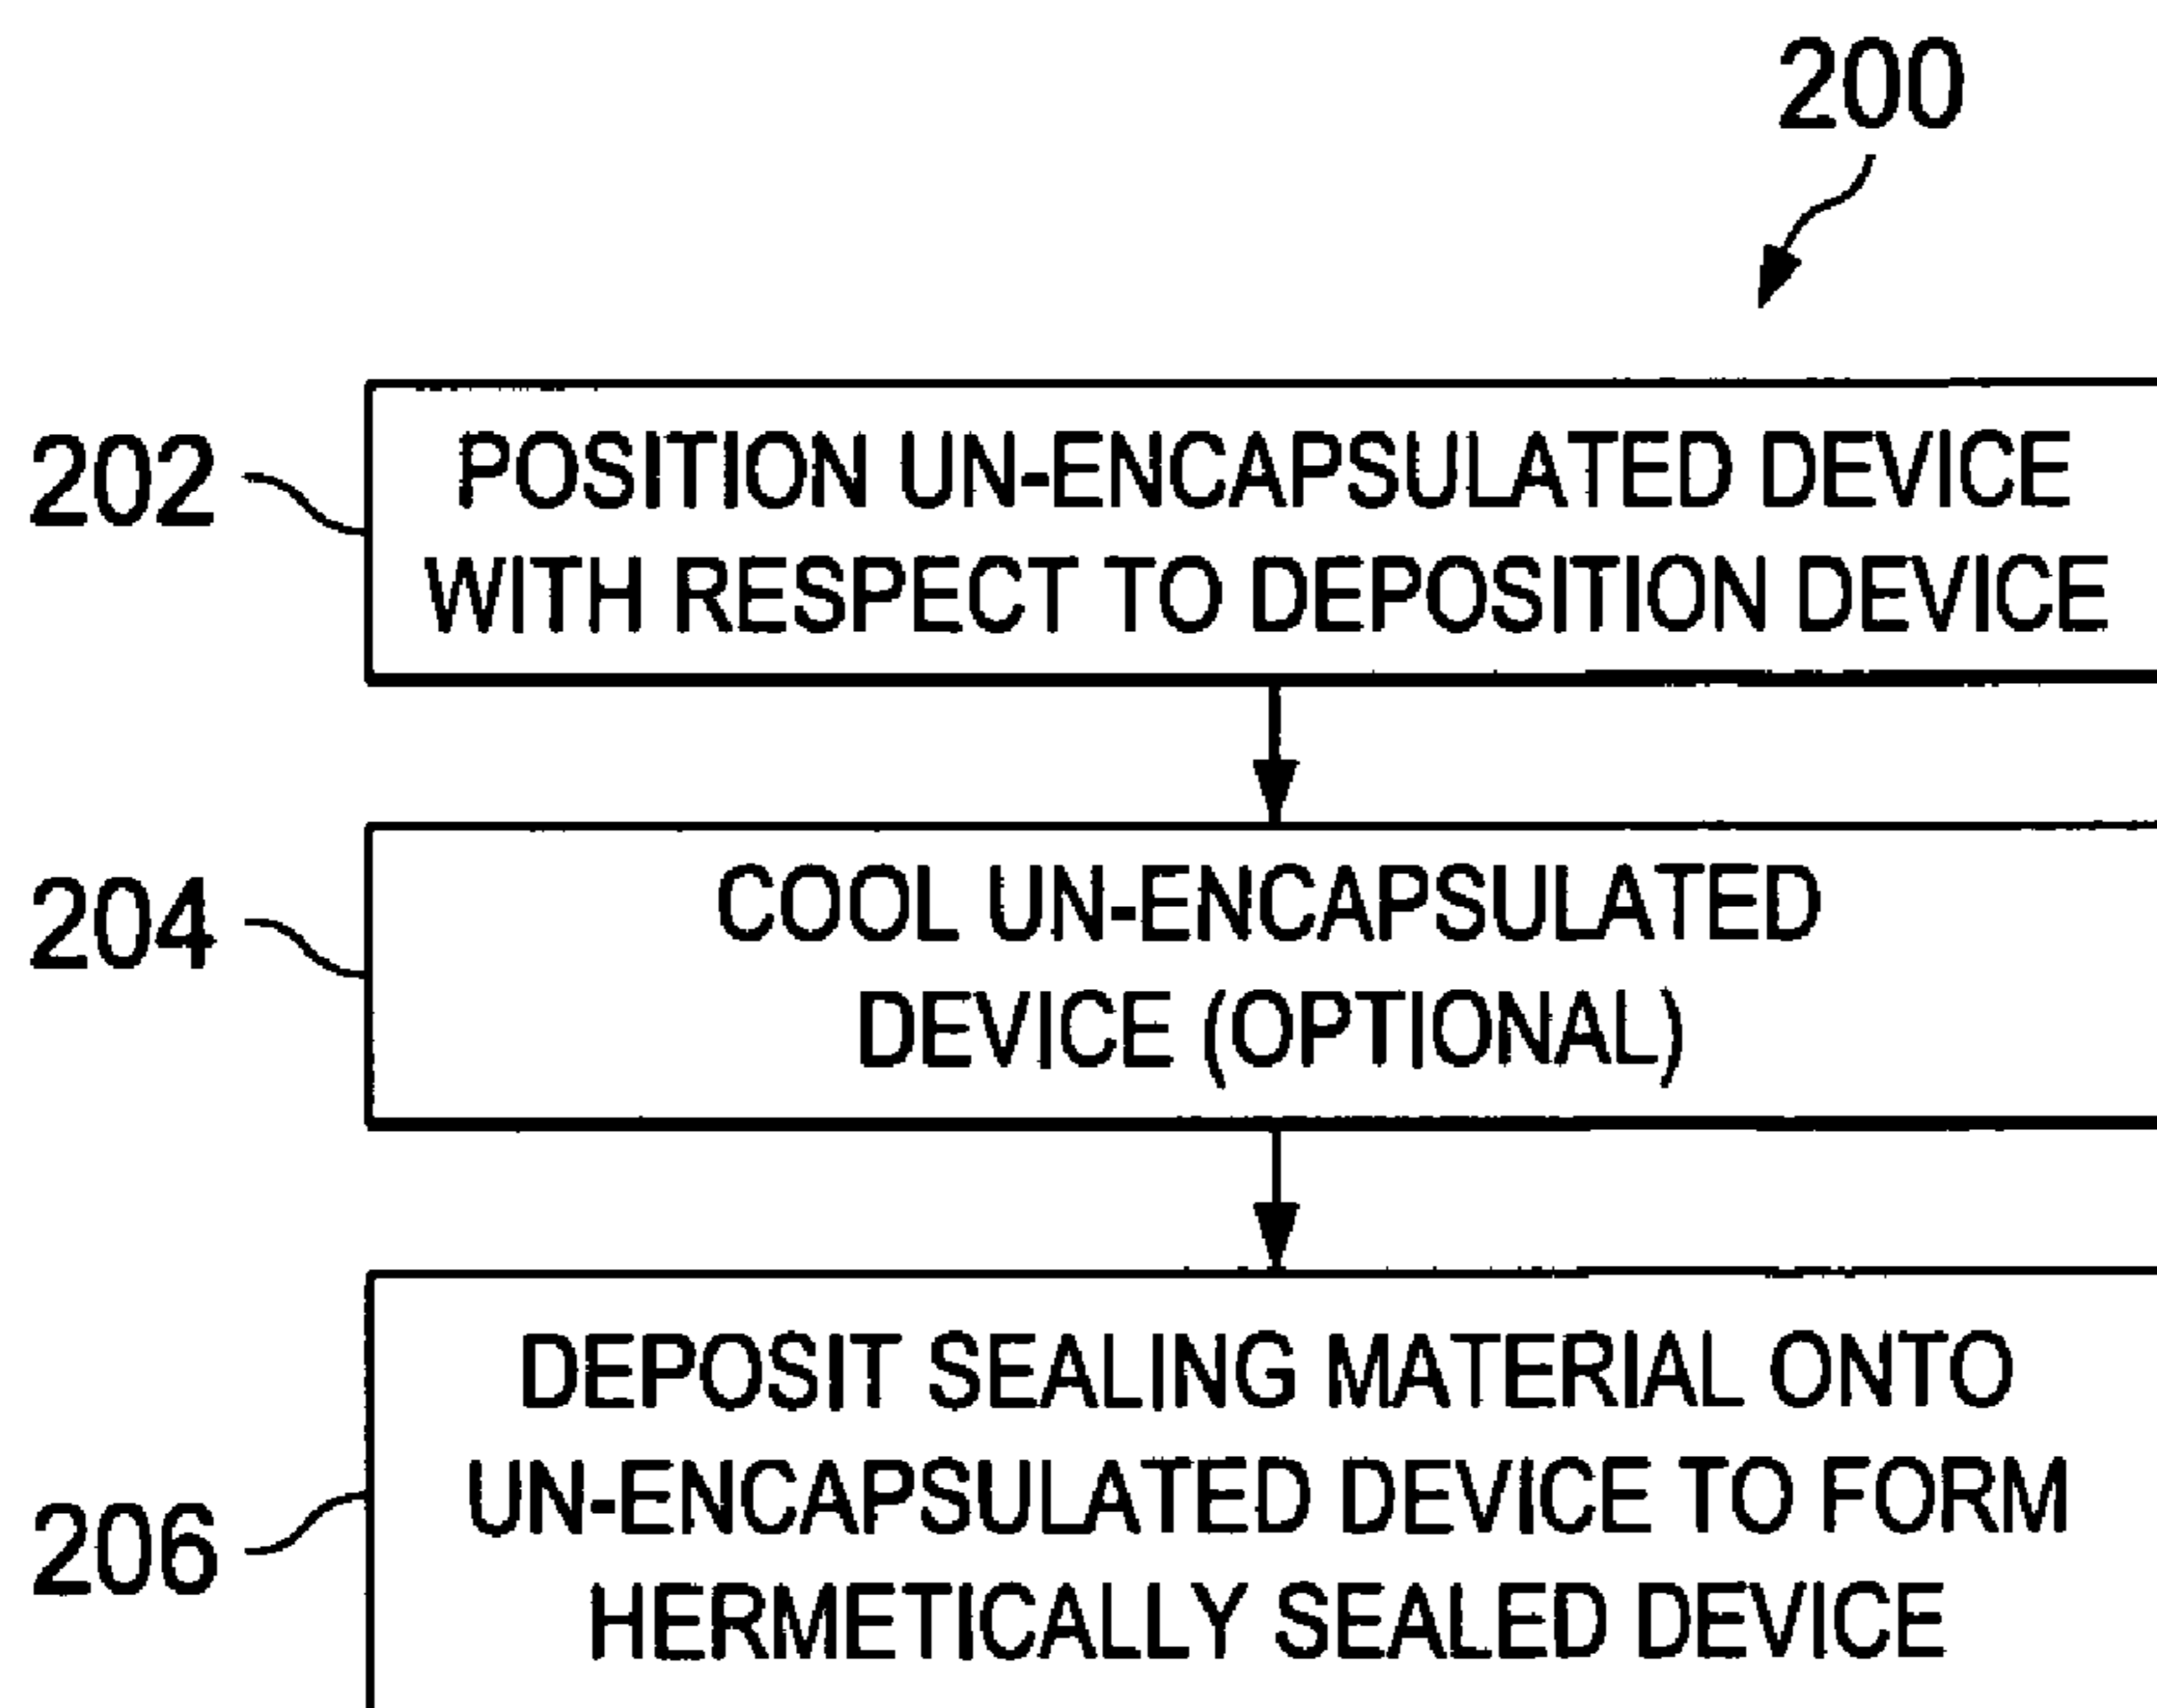 200
202
POSITION UN-ENCAPSULATED DEVICE
WITH RESPECT TO DEPOSITION DEVICE
204
COOL UN-ENCAPSULATED
DEVICE (OPTIONAL)
206
DEPOSIT SEALING MATERIAL ONTO
UN-ENCAPSULATED DEVICE TO FORM
HERMETICALLY SEALED DEVICE